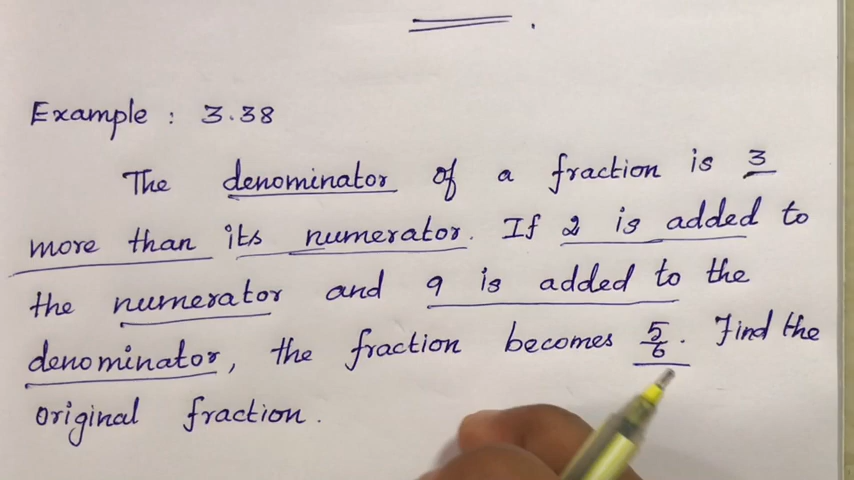 Example : 3.38
The denominator of a fraction is 3
more than its numerator. If 2 is added to
the numerator and 9 is added to the
denominator, the fraction becomes 5/6. Find the
original fraction.